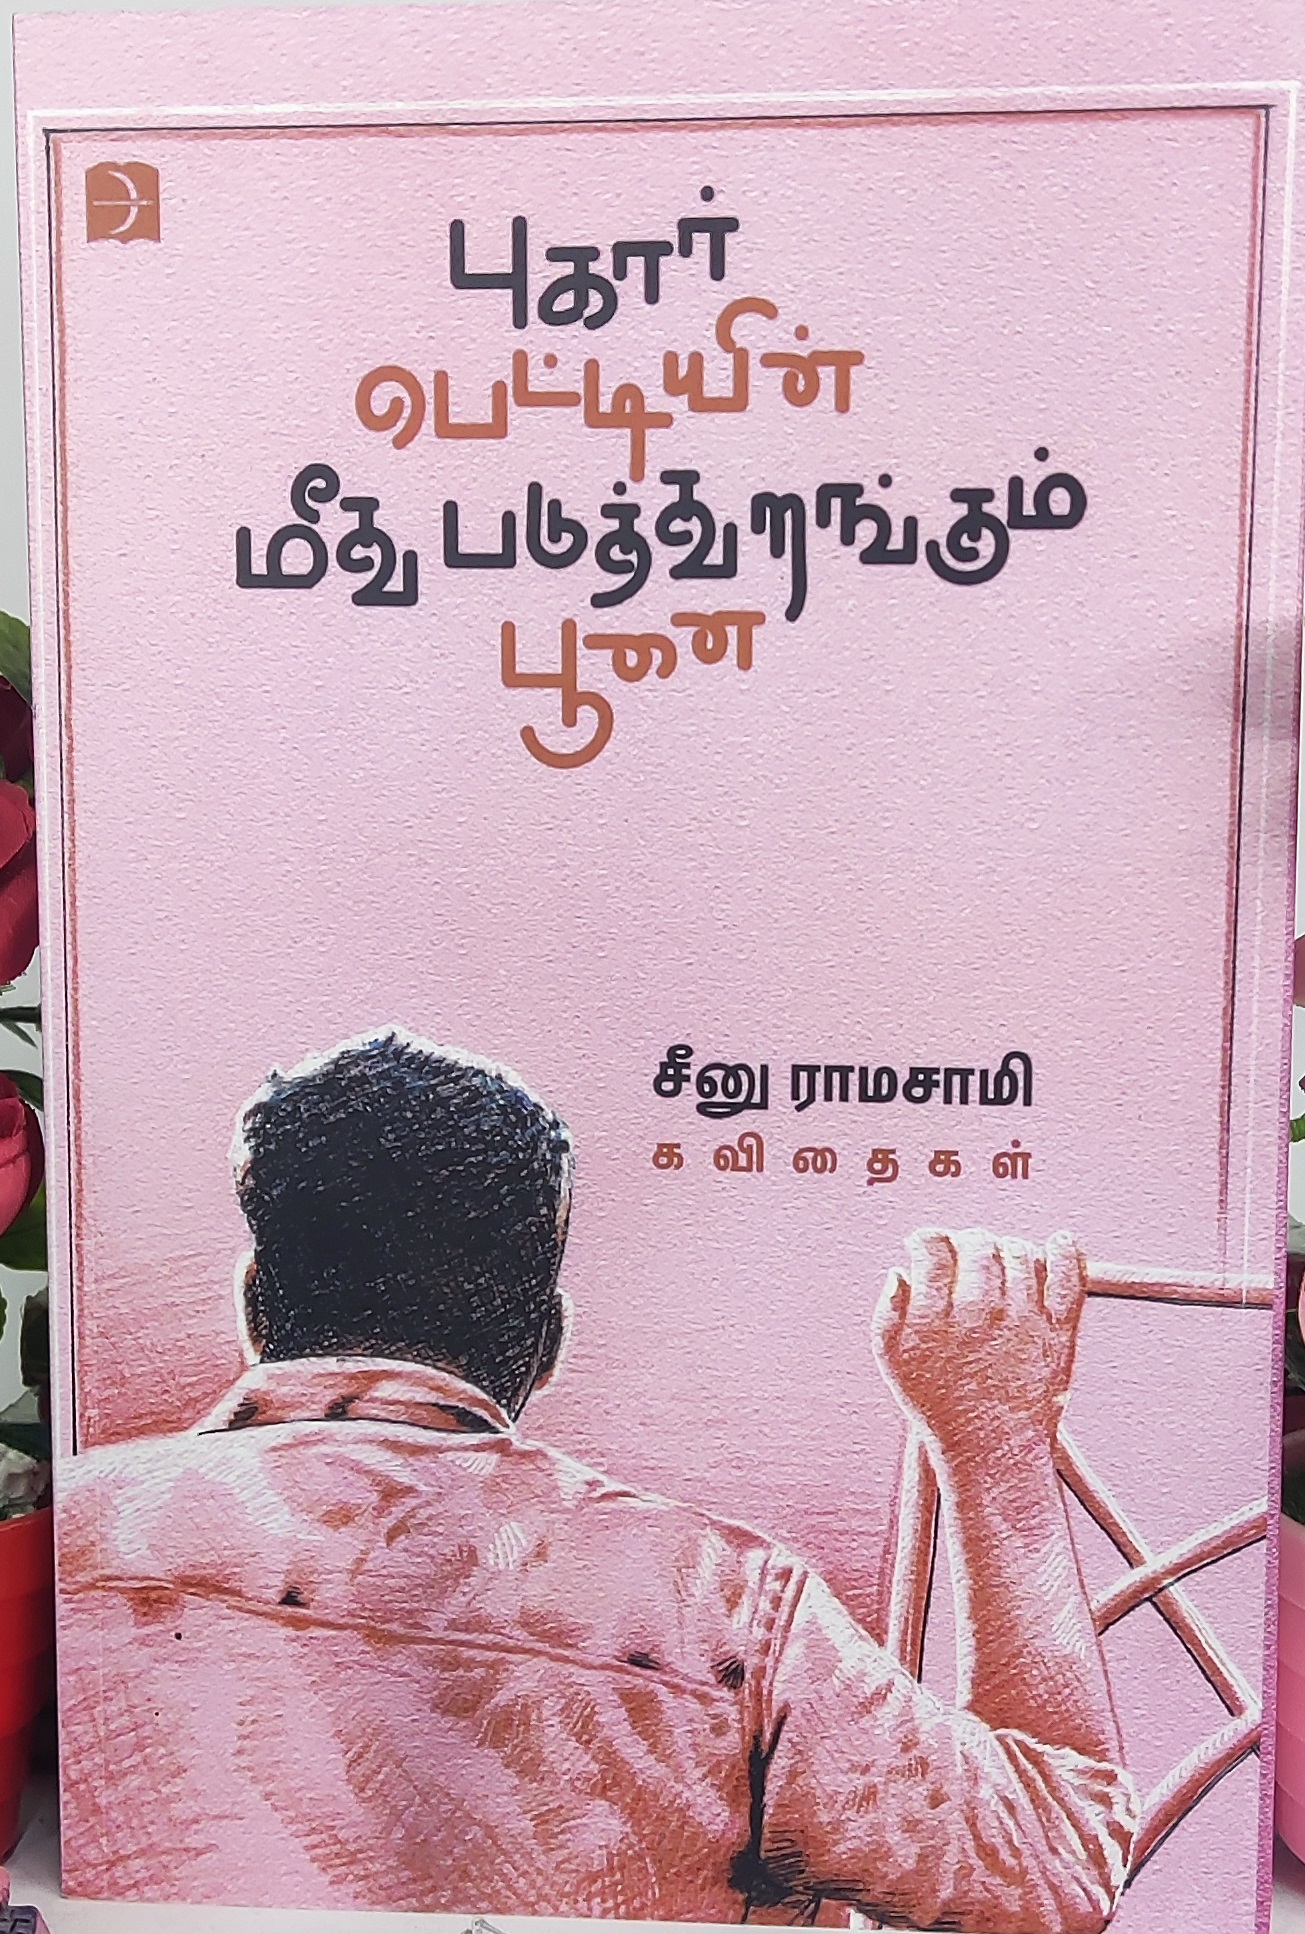 புகார்
பெட்டியின்
மீது படுத்துறங்கும்
பூனை
சீனு ராமசாமி
கவிதைகள்